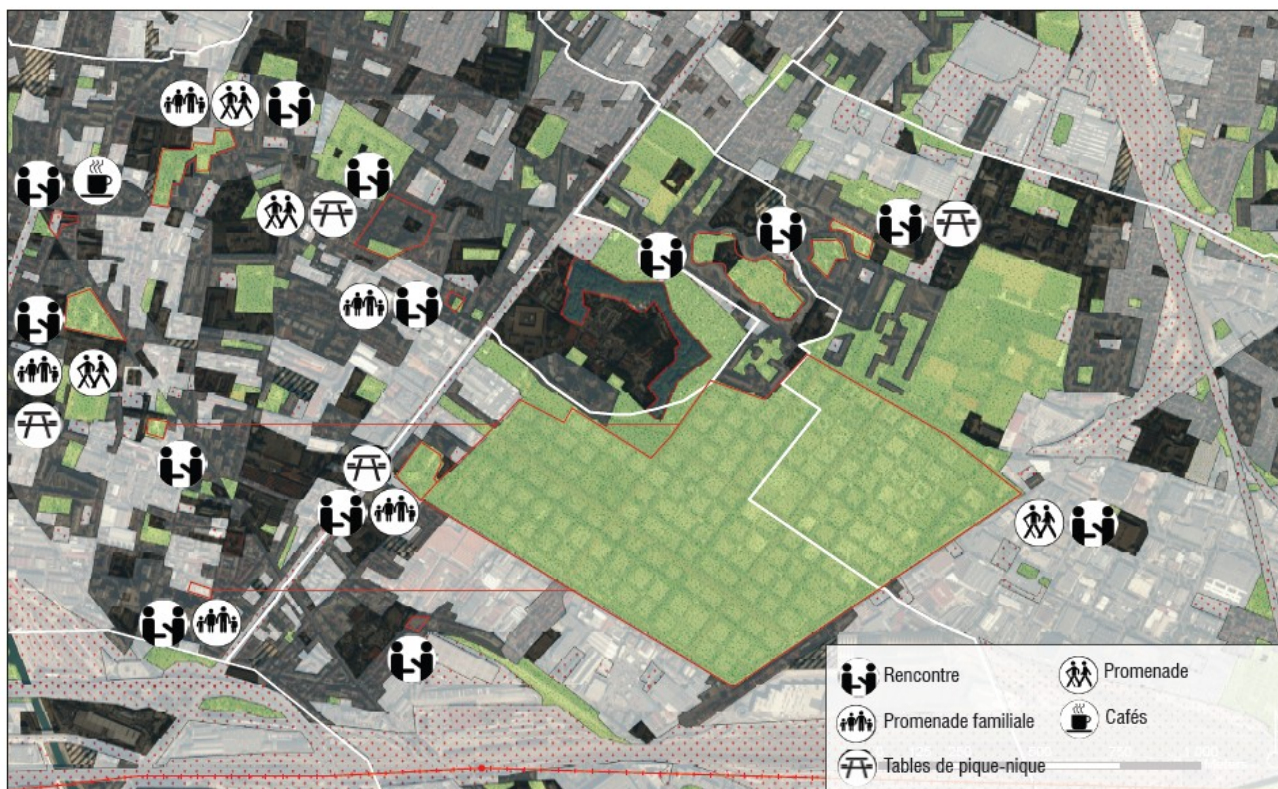 Rencontre
Promenade
Promenade familiale
Cafés
Tables de pique-nique